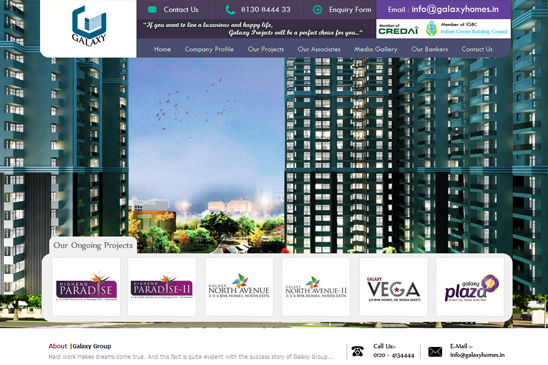 GALAXY
Contact Us
8130 8444 33
Enquiry Form
Email : info@galaxyhomes.in
"If you want to live a luxurious and happy life,
Galaxy Projects will be a perfect choice for you..."
Member of
CREDAI
Member of IGBC
Indian Green Building Council
Home Company Profile Our Projects Our Associates Media Gallery Our Bankers Contact Us
Our Ongoing Projects
HIGHEND
PARADISE
HIGHEND
PARADISE-II
GALAXY
NORTH AVENUE
2/3/4 BHK HOMES, NOIDA EXTN.
GALAXY
NORTH AVENUE-II
2/3/4 BHK HOMES, NOIDA EXTN.
GALAXY
VEGA
2/3 BHK HOMES, GR. NOIDA (WEST)
galaxy
plaza
About |Galaxy Group
Hard work makes dreams come true. And this fact is quite evident with the success story of Galaxy Group...
Call Us:-
0120 - 4134444
E-Mail :-
info@galaxyhomes.in